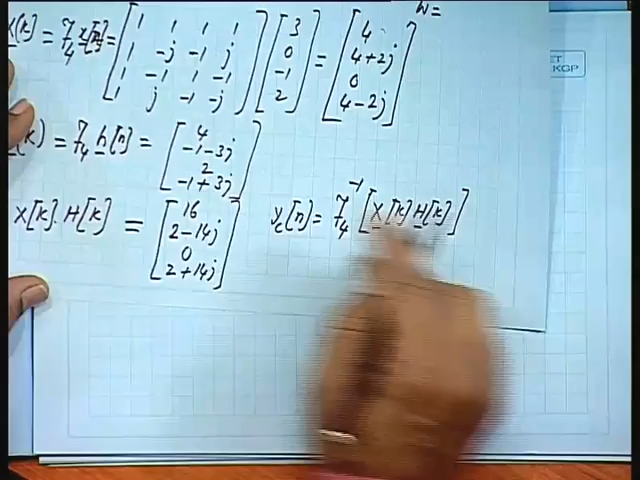 W=
X[k] = F₄ x[n] = [1 1 1 1; 1 -j -1 j; 1 -1 1 -1; 1 j -1 -j] [3; 0; -1; 2] = [4; 4+2j; 0; 4-2j]
(k) = F₄ h[n] = [4; -1-3j; 2; -1+3j]
X[k] H[k] = [16; 2-14j; 0; 2+14j]
y_c[n] = F₄⁻¹ [X[k] H[k]]
KGP